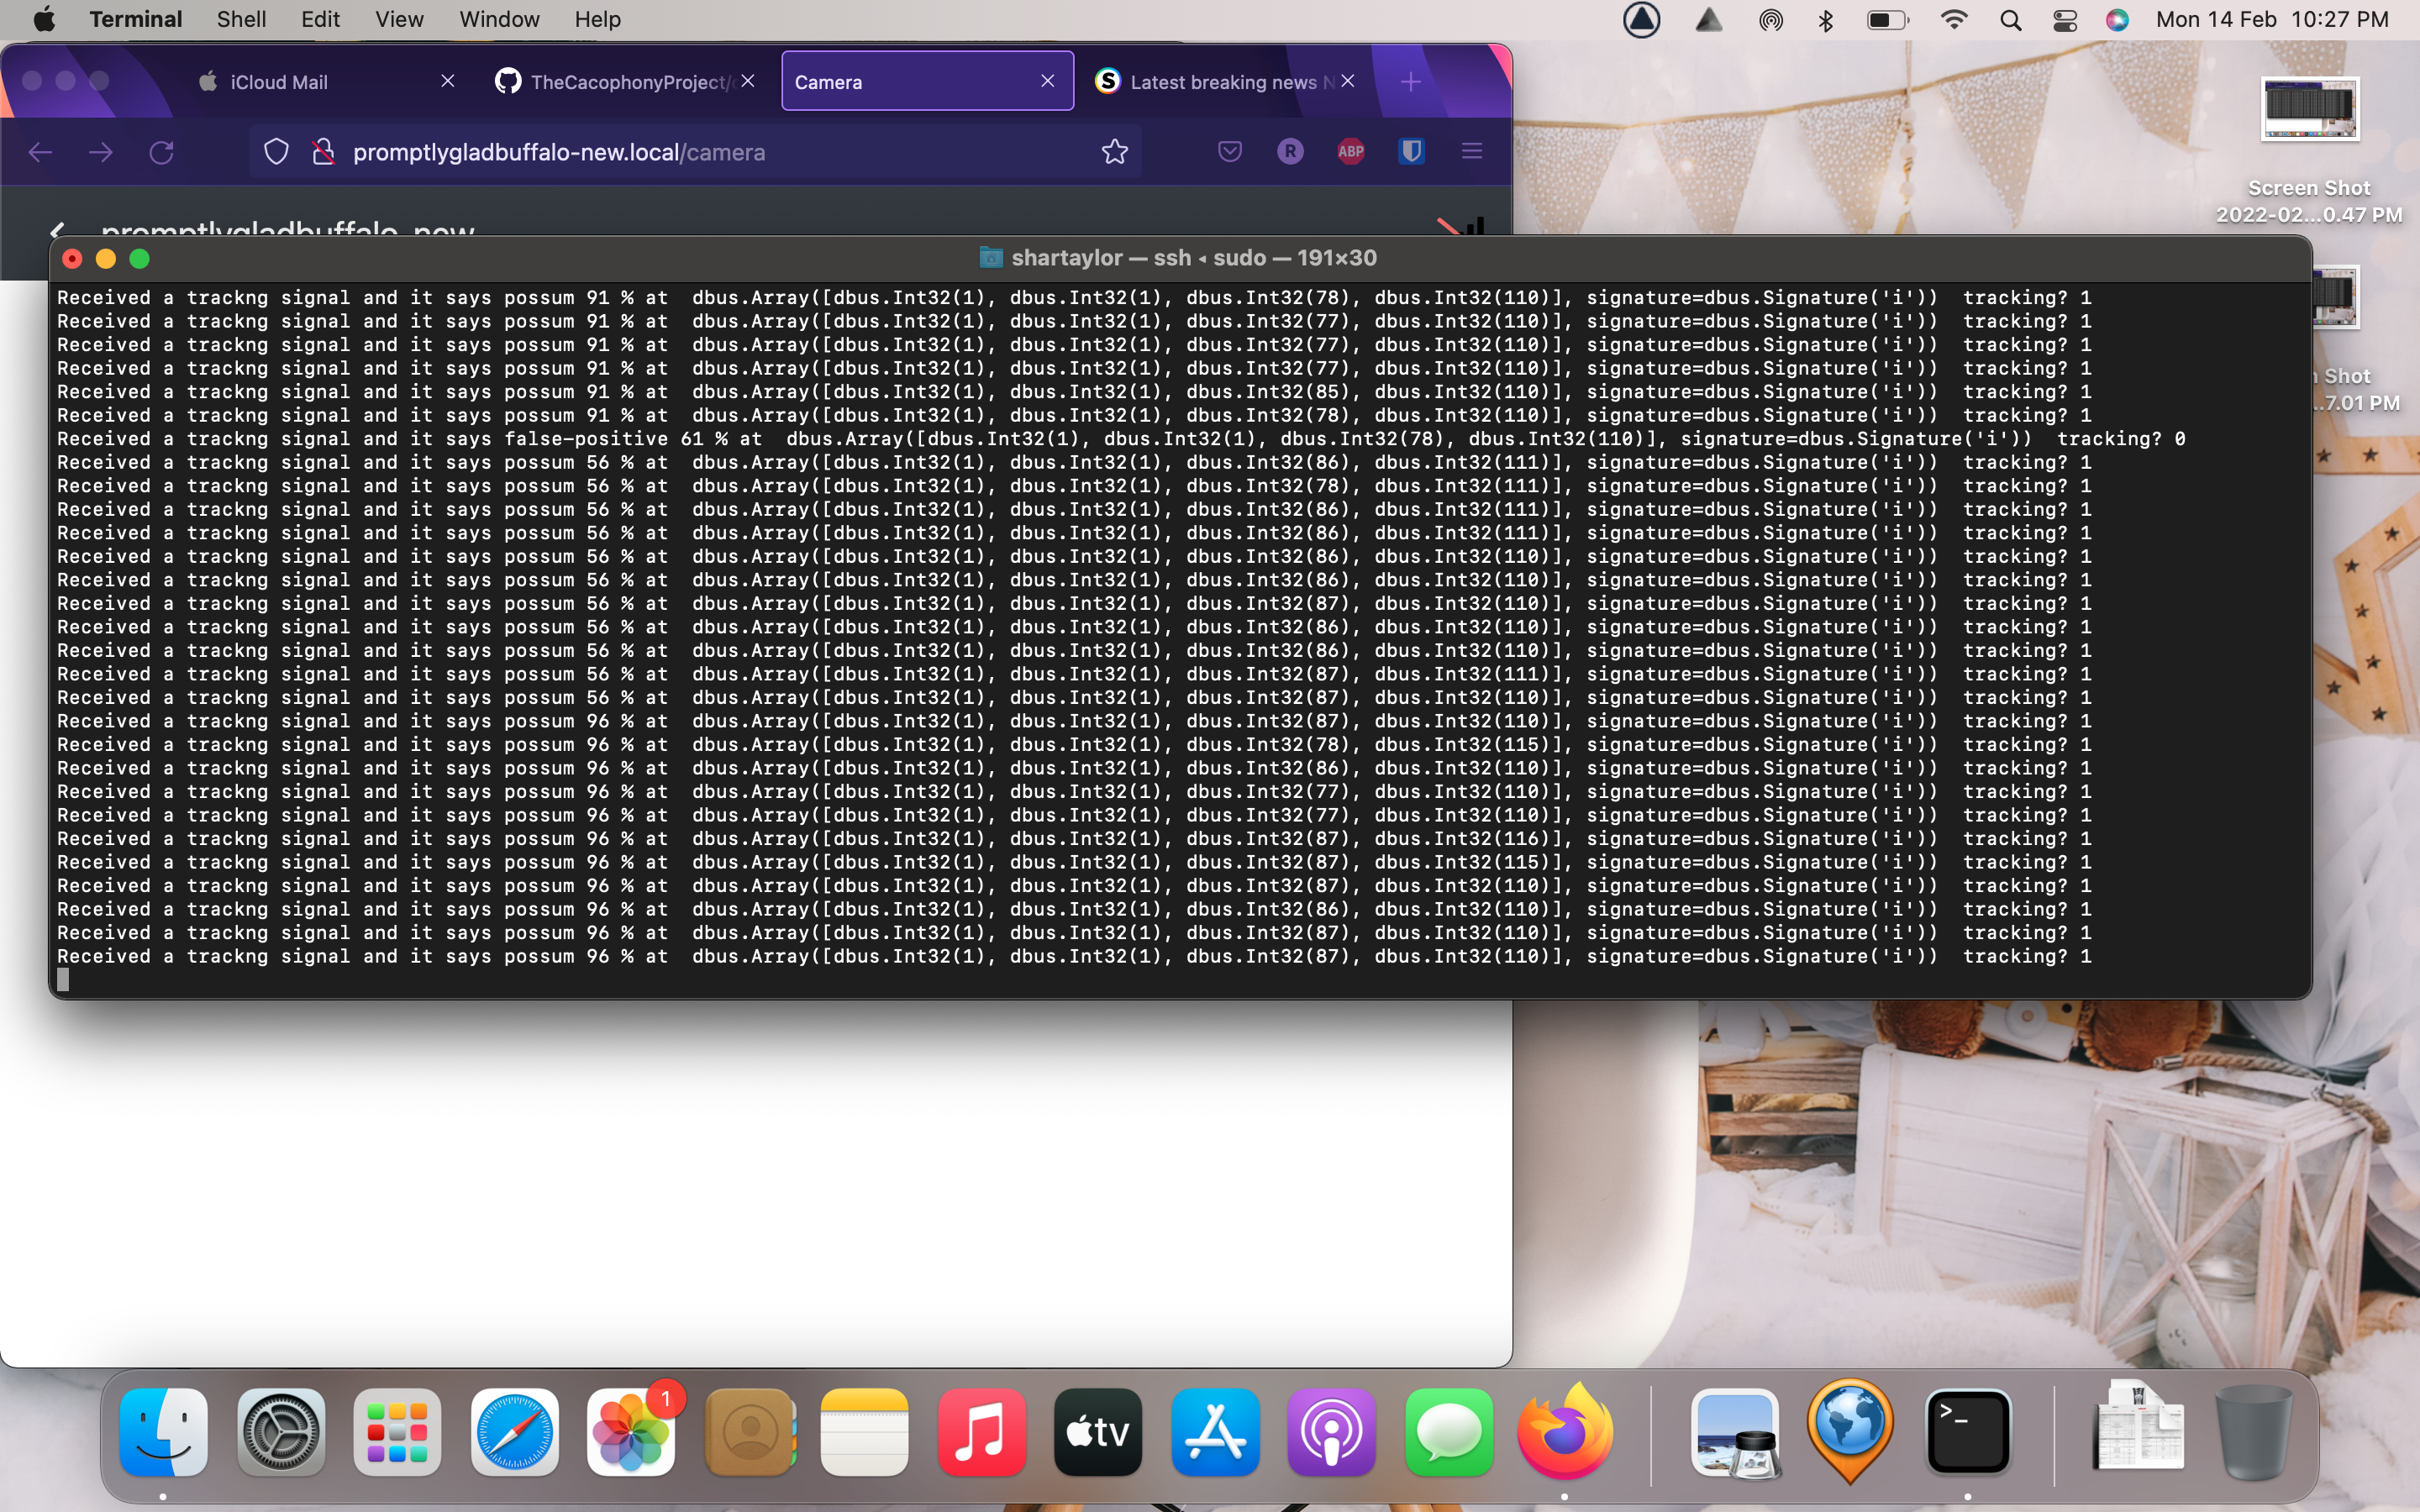 Terminal Shell Edit View Window Help Mon 14 Feb 10:27 PM
iCloud Mail TheCacophonyProject/ Camera Latest breaking news N
promptlygladbuffalo-new.local/camera R ABP
promptlygladbuffalo-new
Screen Shot
2022-02...0.47 PM
Shot
..7.01 PM
shartaylor — ssh ◂ sudo — 191×30
Received a trackng signal and it says possum 91 % at  dbus.Array([dbus.Int32(1), dbus.Int32(1), dbus.Int32(78), dbus.Int32(110)], signature=dbus.Signature('i'))  tracking? 1
Received a trackng signal and it says possum 91 % at  dbus.Array([dbus.Int32(1), dbus.Int32(1), dbus.Int32(77), dbus.Int32(110)], signature=dbus.Signature('i'))  tracking? 1
Received a trackng signal and it says possum 91 % at  dbus.Array([dbus.Int32(1), dbus.Int32(1), dbus.Int32(77), dbus.Int32(110)], signature=dbus.Signature('i'))  tracking? 1
Received a trackng signal and it says possum 91 % at  dbus.Array([dbus.Int32(1), dbus.Int32(1), dbus.Int32(77), dbus.Int32(110)], signature=dbus.Signature('i'))  tracking? 1
Received a trackng signal and it says possum 91 % at  dbus.Array([dbus.Int32(1), dbus.Int32(1), dbus.Int32(85), dbus.Int32(110)], signature=dbus.Signature('i'))  tracking? 1
Received a trackng signal and it says possum 91 % at  dbus.Array([dbus.Int32(1), dbus.Int32(1), dbus.Int32(78), dbus.Int32(110)], signature=dbus.Signature('i'))  tracking? 1
Received a trackng signal and it says false-positive 61 % at  dbus.Array([dbus.Int32(1), dbus.Int32(1), dbus.Int32(78), dbus.Int32(110)], signature=dbus.Signature('i'))  tracking? 0
Received a trackng signal and it says possum 56 % at  dbus.Array([dbus.Int32(1), dbus.Int32(1), dbus.Int32(86), dbus.Int32(111)], signature=dbus.Signature('i'))  tracking? 1
Received a trackng signal and it says possum 56 % at  dbus.Array([dbus.Int32(1), dbus.Int32(1), dbus.Int32(78), dbus.Int32(111)], signature=dbus.Signature('i'))  tracking? 1
Received a trackng signal and it says possum 56 % at  dbus.Array([dbus.Int32(1), dbus.Int32(1), dbus.Int32(86), dbus.Int32(111)], signature=dbus.Signature('i'))  tracking? 1
Received a trackng signal and it says possum 56 % at  dbus.Array([dbus.Int32(1), dbus.Int32(1), dbus.Int32(86), dbus.Int32(111)], signature=dbus.Signature('i'))  tracking? 1
Received a trackng signal and it says possum 56 % at  dbus.Array([dbus.Int32(1), dbus.Int32(1), dbus.Int32(86), dbus.Int32(110)], signature=dbus.Signature('i'))  tracking? 1
Received a trackng signal and it says possum 56 % at  dbus.Array([dbus.Int32(1), dbus.Int32(1), dbus.Int32(86), dbus.Int32(110)], signature=dbus.Signature('i'))  tracking? 1
Received a trackng signal and it says possum 56 % at  dbus.Array([dbus.Int32(1), dbus.Int32(1), dbus.Int32(87), dbus.Int32(110)], signature=dbus.Signature('i'))  tracking? 1
Received a trackng signal and it says possum 56 % at  dbus.Array([dbus.Int32(1), dbus.Int32(1), dbus.Int32(86), dbus.Int32(110)], signature=dbus.Signature('i'))  tracking? 1
Received a trackng signal and it says possum 56 % at  dbus.Array([dbus.Int32(1), dbus.Int32(1), dbus.Int32(86), dbus.Int32(110)], signature=dbus.Signature('i'))  tracking? 1
Received a trackng signal and it says possum 56 % at  dbus.Array([dbus.Int32(1), dbus.Int32(1), dbus.Int32(87), dbus.Int32(111)], signature=dbus.Signature('i'))  tracking? 1
Received a trackng signal and it says possum 56 % at  dbus.Array([dbus.Int32(1), dbus.Int32(1), dbus.Int32(87), dbus.Int32(110)], signature=dbus.Signature('i'))  tracking? 1
Received a trackng signal and it says possum 96 % at  dbus.Array([dbus.Int32(1), dbus.Int32(1), dbus.Int32(87), dbus.Int32(110)], signature=dbus.Signature('i'))  tracking? 1
Received a trackng signal and it says possum 96 % at  dbus.Array([dbus.Int32(1), dbus.Int32(1), dbus.Int32(78), dbus.Int32(115)], signature=dbus.Signature('i'))  tracking? 1
Received a trackng signal and it says possum 96 % at  dbus.Array([dbus.Int32(1), dbus.Int32(1), dbus.Int32(86), dbus.Int32(110)], signature=dbus.Signature('i'))  tracking? 1
Received a trackng signal and it says possum 96 % at  dbus.Array([dbus.Int32(1), dbus.Int32(1), dbus.Int32(77), dbus.Int32(110)], signature=dbus.Signature('i'))  tracking? 1
Received a trackng signal and it says possum 96 % at  dbus.Array([dbus.Int32(1), dbus.Int32(1), dbus.Int32(77), dbus.Int32(110)], signature=dbus.Signature('i'))  tracking? 1
Received a trackng signal and it says possum 96 % at  dbus.Array([dbus.Int32(1), dbus.Int32(1), dbus.Int32(87), dbus.Int32(116)], signature=dbus.Signature('i'))  tracking? 1
Received a trackng signal and it says possum 96 % at  dbus.Array([dbus.Int32(1), dbus.Int32(1), dbus.Int32(87), dbus.Int32(115)], signature=dbus.Signature('i'))  tracking? 1
Received a trackng signal and it says possum 96 % at  dbus.Array([dbus.Int32(1), dbus.Int32(1), dbus.Int32(87), dbus.Int32(110)], signature=dbus.Signature('i'))  tracking? 1
Received a trackng signal and it says possum 96 % at  dbus.Array([dbus.Int32(1), dbus.Int32(1), dbus.Int32(86), dbus.Int32(110)], signature=dbus.Signature('i'))  tracking? 1
Received a trackng signal and it says possum 96 % at  dbus.Array([dbus.Int32(1), dbus.Int32(1), dbus.Int32(87), dbus.Int32(110)], signature=dbus.Signature('i'))  tracking? 1
Received a trackng signal and it says possum 96 % at  dbus.Array([dbus.Int32(1), dbus.Int32(1), dbus.Int32(87), dbus.Int32(110)], signature=dbus.Signature('i'))  tracking? 1
1
tv
>_